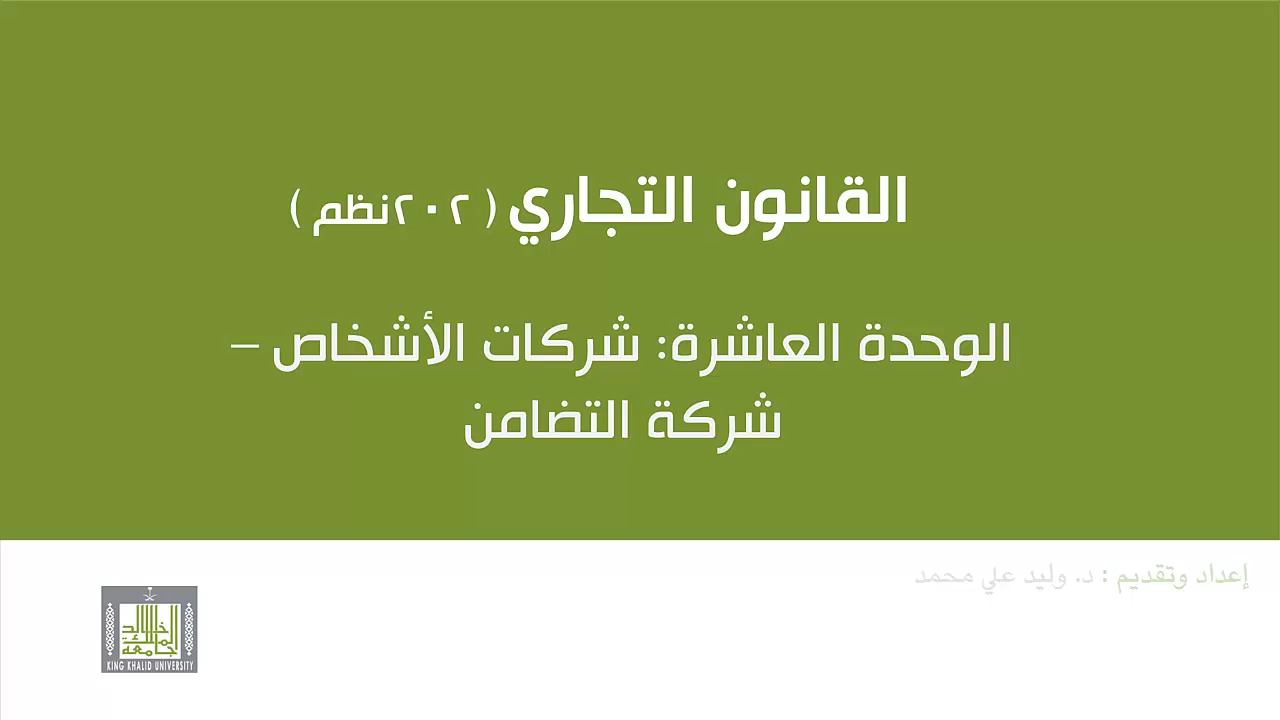 القانون التجاري ( ٢٠٢نظم )
الوحدة العاشرة: شركات الأشخاص –
شركة التضامن
إعداد وتقديم : د. وليد علي محمد
جامعة الملك خالد
KING KHALID UNIVERSITY